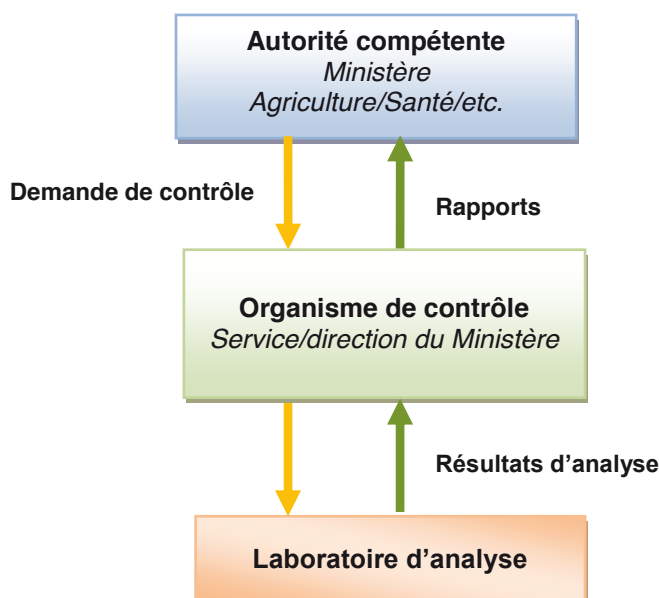 Autorité compétente
Ministère
Agriculture/Santé/etc.
Demande de contrôle
Rapports
Organisme de contrôle
Service/direction du Ministère
Résultats d’analyse
Laboratoire d’analyse